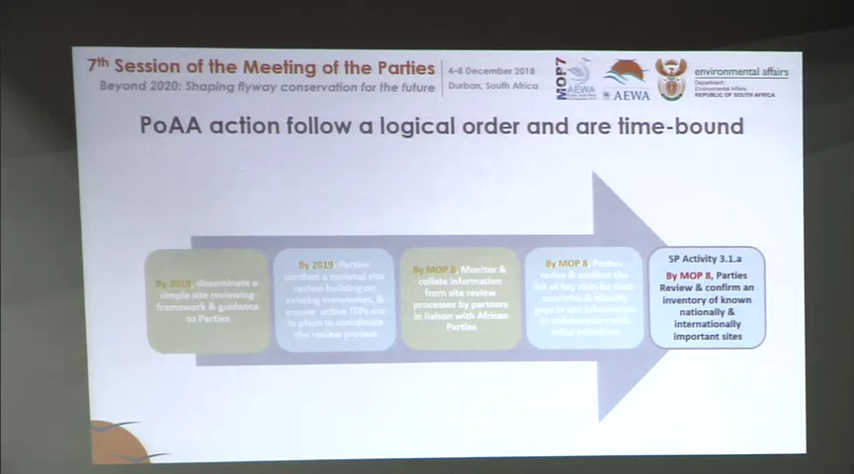 7th Session of the Meeting of the Parties
Beyond 2020: Shaping flyway conservation for the future
4–8 December 2018
Durban, South Africa
MOP7
AEWA
AEWA
environmental affairs
Department:
Environmental Affairs
REPUBLIC OF SOUTH AFRICA
PoAA action follow a logical order and are time-bound
By 2019, disseminate a
simple site reviewing
framework & guidance
to Parties
By 2019, Parties
conduct a national site
review building on
existing inventories, &
ensure active
in place to coordinate
the review process
By MOP 8, Monitor &
collate information
from site review
processes by partners
in liaison with African
Parties
By MOP 8, Parties
review & confirm the
list of key sites for their
countries & identify
gaps in site information
in collaboration with
other initiatives
SP Activity 3.1.a
By MOP 8, Parties
Review & confirm an
inventory of known
nationally &
internationally
important sites